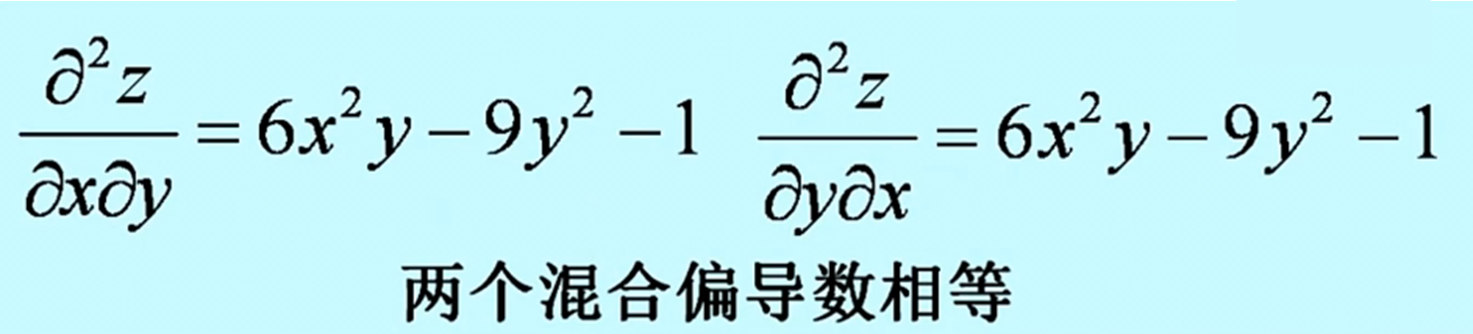 ∂²z/∂x∂y = 6x²y − 9y² − 1 ∂²z/∂y∂x = 6x²y − 9y² − 1
两个混合偏导数相等